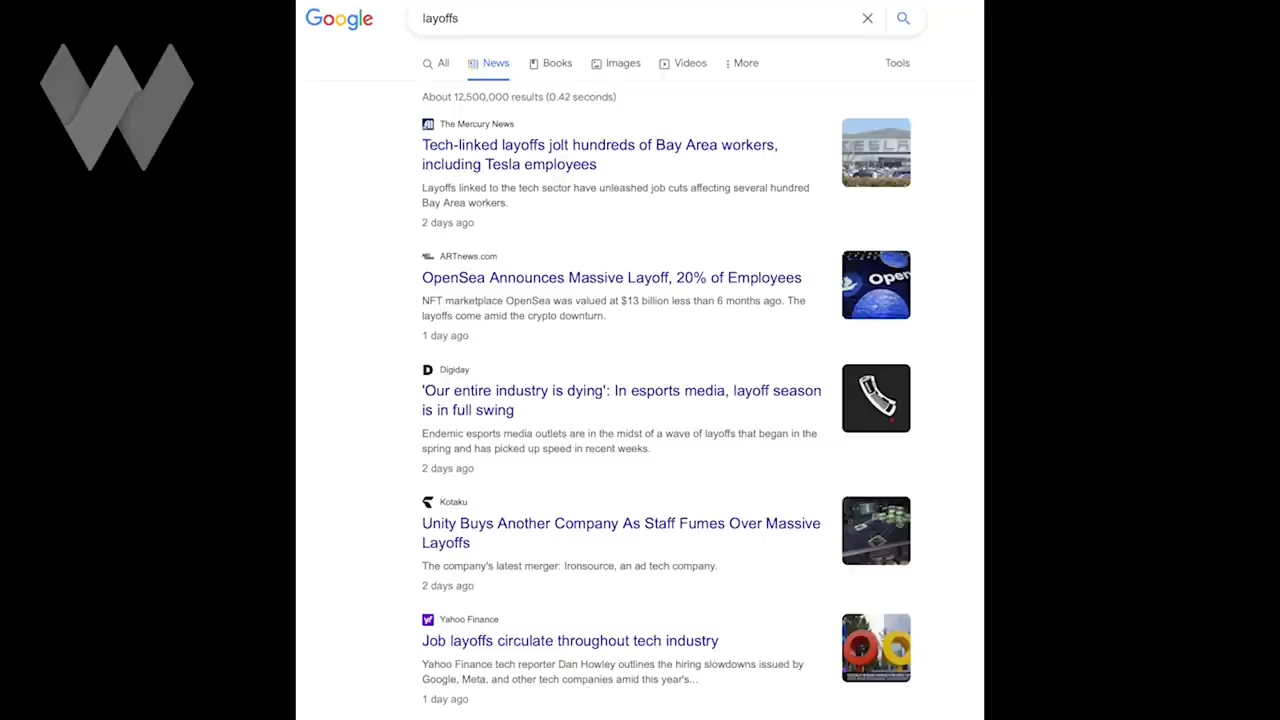 Google
layoffs
All News Books Images Videos More Tools
About 12,500,000 results (0.42 seconds)
The Mercury News
Tech-linked layoffs jolt hundreds of Bay Area workers,
including Tesla employees
Layoffs linked to the tech sector have unleashed job cuts affecting several hundred
Bay Area workers.
2 days ago
TESLA
ARTnews.com
OpenSea Announces Massive Layoff, 20% of Employees
NFT marketplace OpenSea was valued at $13 billion less than 6 months ago. The
layoffs come amid the crypto downturn.
1 day ago
Open
Digiday
'Our entire industry is dying': In esports media, layoff season
is in full swing
Endemic esports media outlets are in the midst of a wave of layoffs that began in the
spring and has picked up speed in recent weeks.
2 days ago
Kotaku
Unity Buys Another Company As Staff Fumes Over Massive
Layoffs
The company's latest merger: Ironsource, an ad tech company.
2 days ago
Yahoo Finance
Job layoffs circulate throughout tech industry
Yahoo Finance tech reporter Dan Howley outlines the hiring slowdowns issued by
Google, Meta, and other tech companies amid this year's...
1 day ago